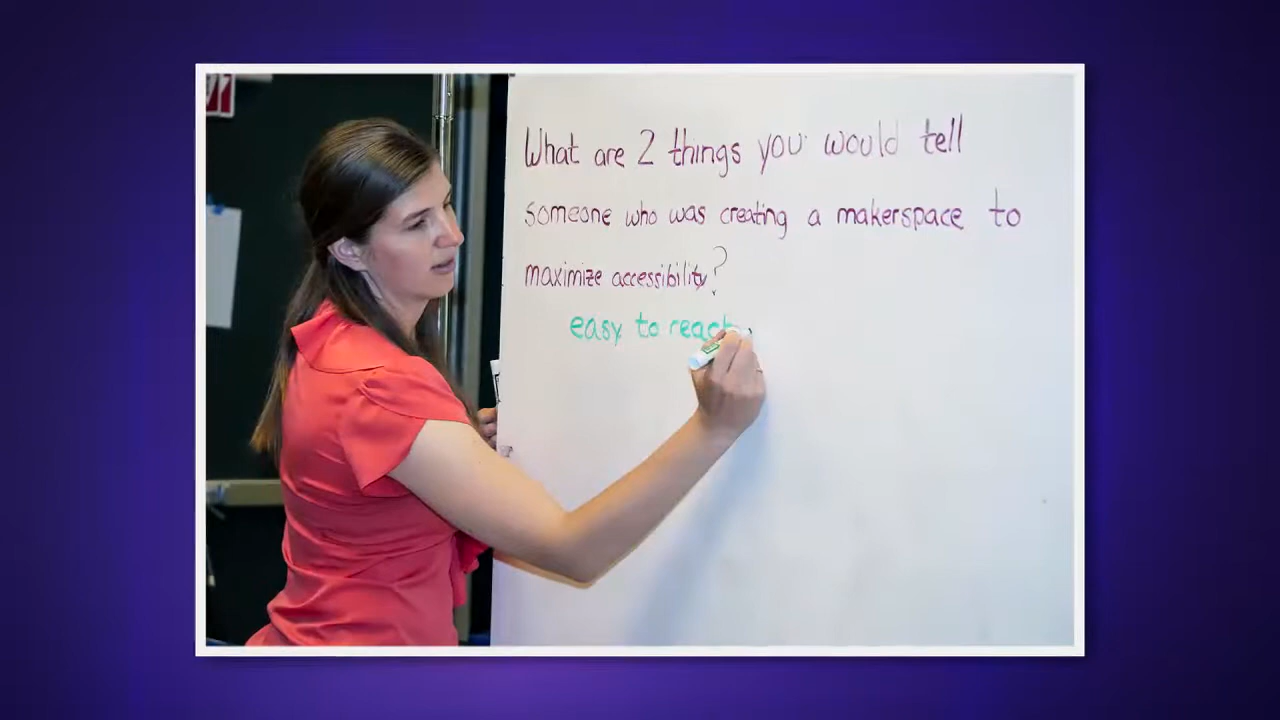 What are 2 things you would tell
someone who was creating a makerspace to
maximize accessibility?
easy to reach